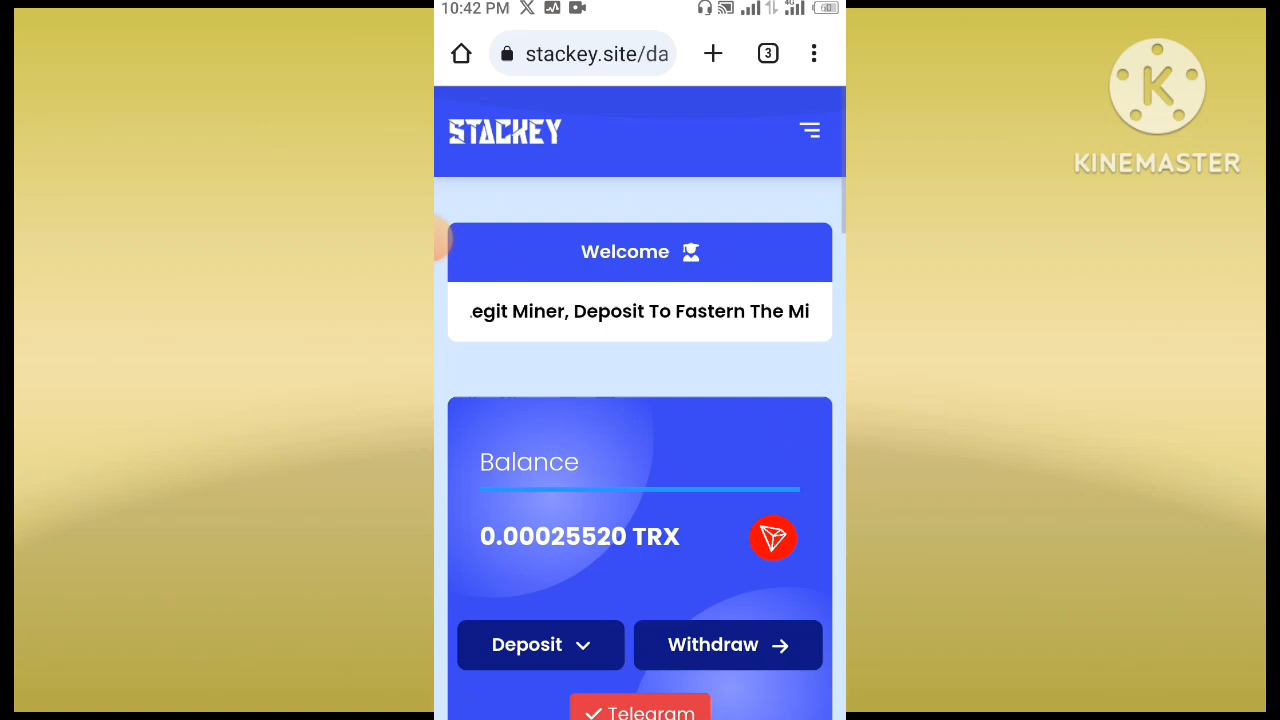 10:42 PM
4G
stackey.site/da
3
STACKEY
KINEMASTER
Welcome
egit Miner, Deposit To Fastern The Mi
Balance
0.00025520 TRX
Deposit
Withdraw
Telegram